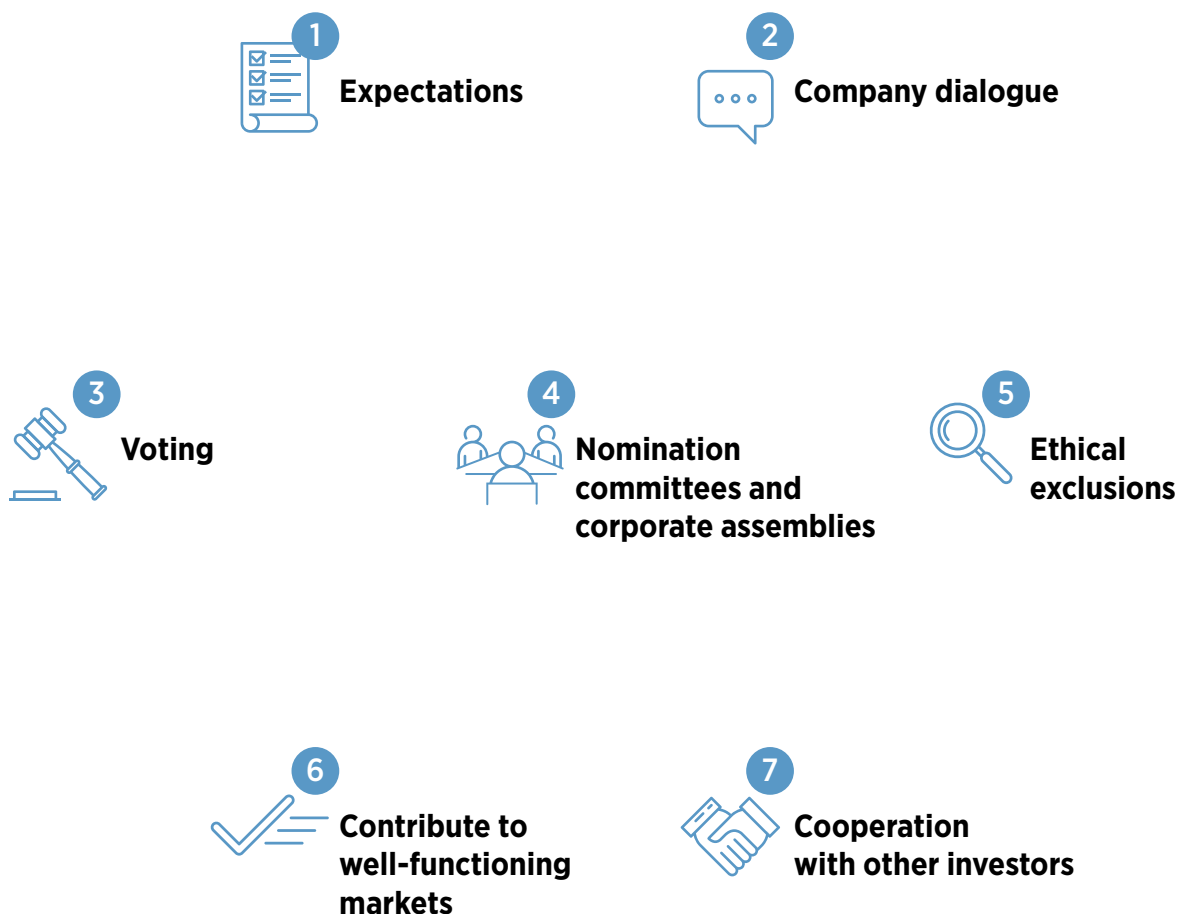 1
Expectations
2
Company dialogue
3
Voting
4
Nomination
committees and
corporate assemblies
5
Ethical
exclusions
6
Contribute to
well-functioning
markets
7
Cooperation
with other investors